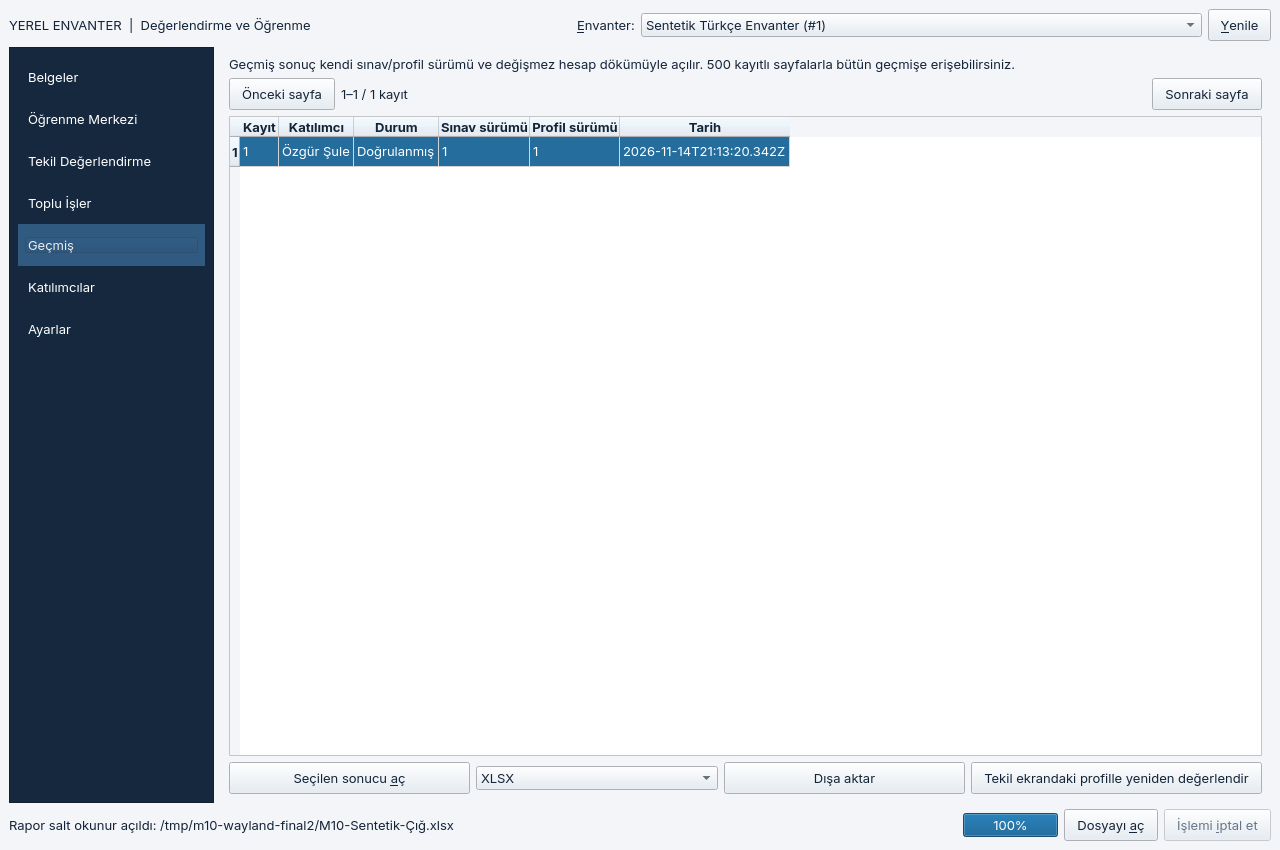 YEREL ENVANTER | Değerlendirme ve Öğrenme Envanter: Sentetik Türkçe Envanter (#1) Yenile
Belgeler
Öğrenme Merkezi
Tekil Değerlendirme
Toplu İşler
Geçmiş
Katılımcılar
Ayarlar
Geçmiş sonuç kendi sınav/profil sürümü ve değişmez hesap dökümüyle açılır. 500 kayıtlı sayfalarla bütün geçmişe erişebilirsiniz.
Önceki sayfa 1–1 / 1 kayıt Sonraki sayfa
Kayıt Katılımcı Durum Sınav sürümü Profil sürümü Tarih
1 1 Özgür Şule Doğrulanmış 1 1 2026-11-14T21:13:20.342Z
Seçilen sonucu aç XLSX Dışa aktar Tekil ekrandaki profille yeniden değerlendir
Rapor salt okunur açıldı: /tmp/m10-wayland-final2/M10-Sentetik-Çığ.xlsx 100% Dosyayı aç İşlemi iptal et